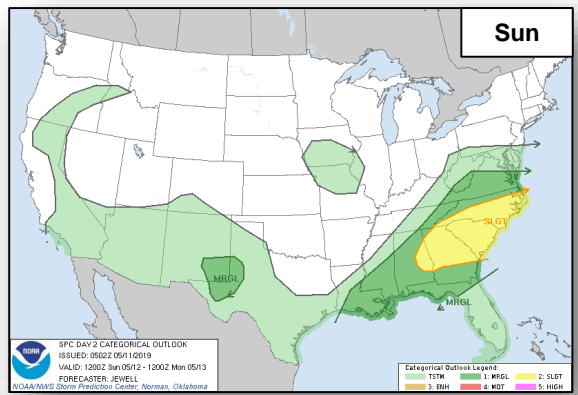 Sun
SLGT
MRGL
MRGL
NOAA
SPC DAY 2 CATEGORICAL OUTLOOK
ISSUED: 0502Z 05/11/2019
VALID: 1200Z Sun 05/12 - 1200Z Mon 05/13
FORECASTER: JEWELL
NOAA/NWS Storm Prediction Center, Norman, Oklahoma
Categorical Outlook Legend:
TSTM 1: MRGL 2: SLGT
3: ENH 4: MDT 5: HIGH